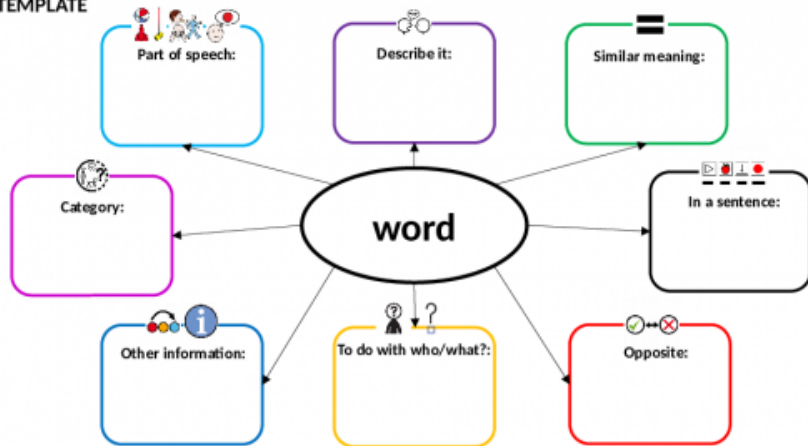 TEMPLATE
Part of speech:
Describe it:
Similar meaning:
Category:
word
In a sentence:
Other information:
To do with who/what?:
Opposite: